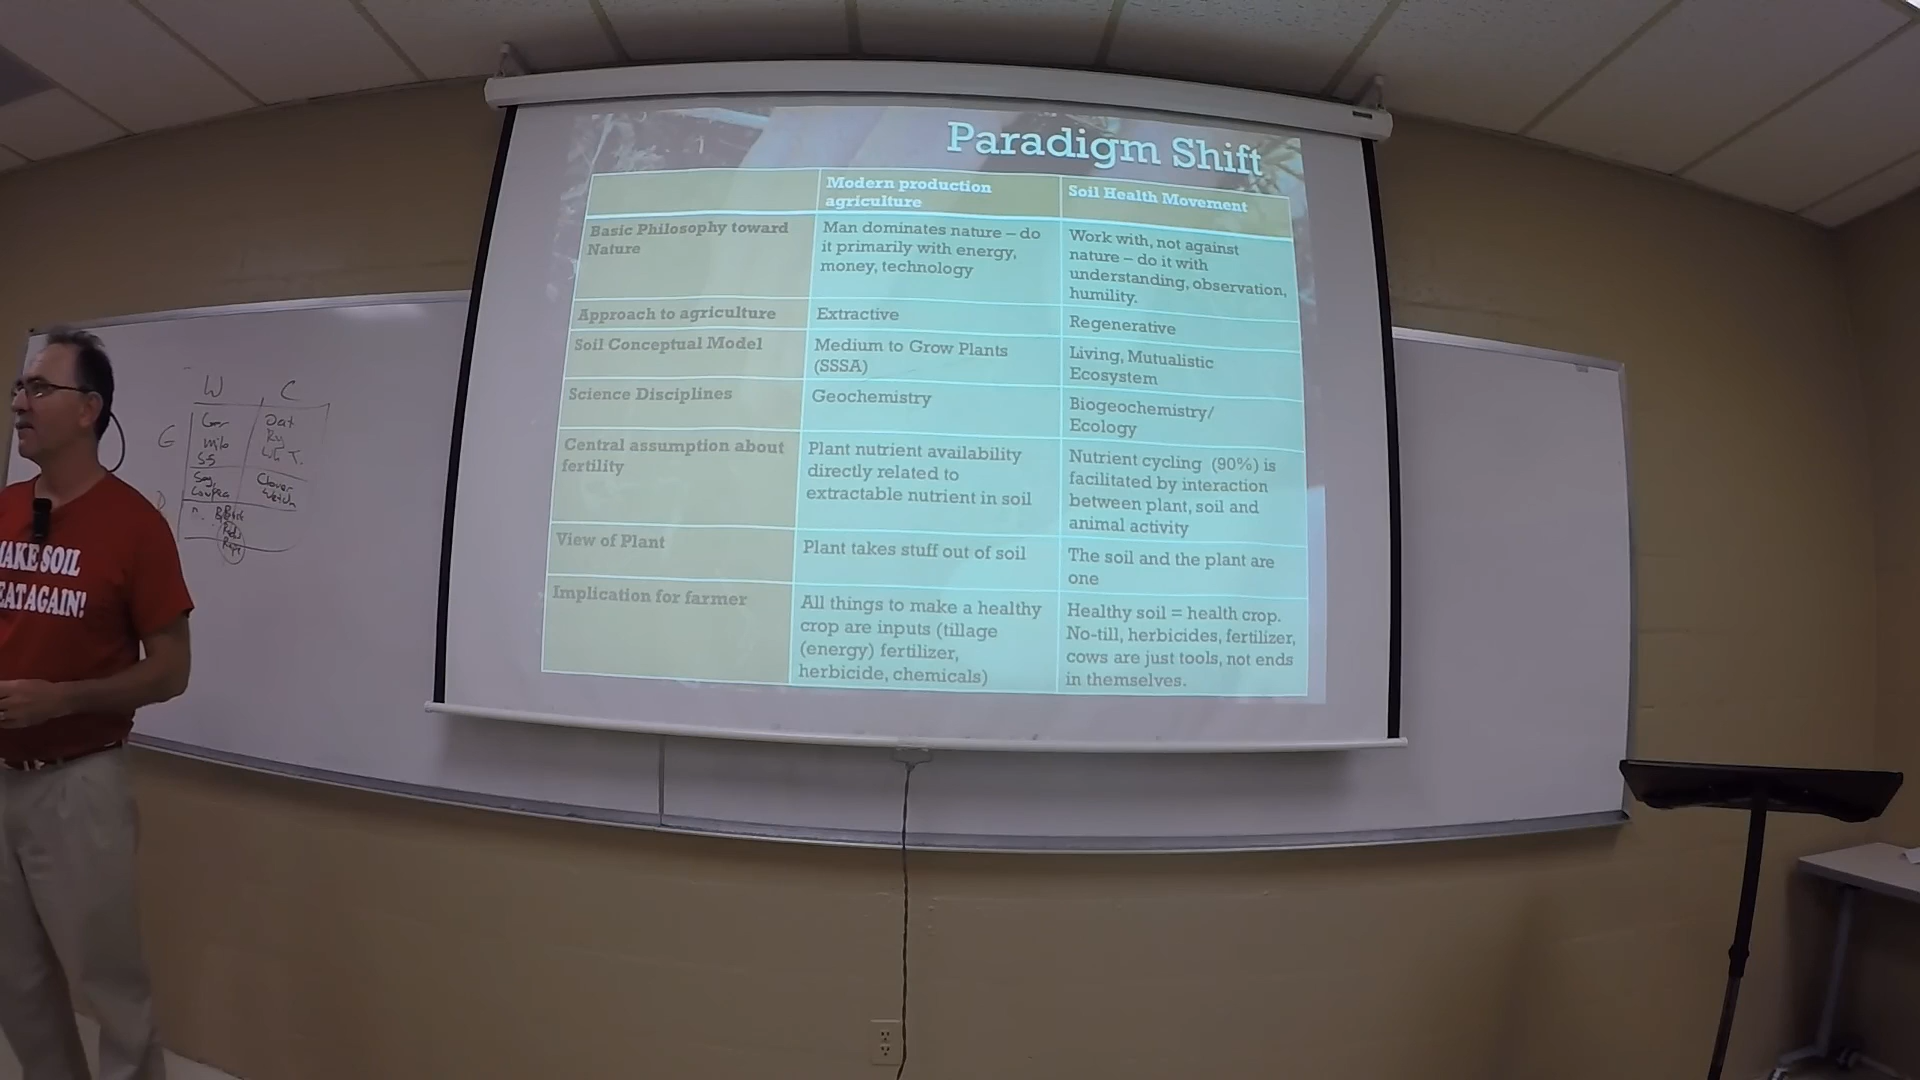 Paradigm Shift
Modern production
agriculture
Soil Health Movement
Basic Philosophy toward
Nature
Man dominates nature – do
it primarily with energy,
money, technology
Work with, not against
nature – do it with
understanding, observation,
humility.
Approach to agriculture
Extractive
Regenerative
Soil Conceptual Model
Medium to Grow Plants
(SSSA)
Living, Mutualistic
Ecosystem
Science Disciplines
Geochemistry
Biogeochemistry/
Ecology
Central assumption about
fertility
Plant nutrient availability
directly related to
extractable nutrient in soil
Nutrient cycling (90%) is
facilitated by interaction
between plant, soil and
animal activity
View of Plant
Plant takes stuff out of soil
The soil and the plant are
one
Implication for farmer
All things to make a healthy
crop are inputs (tillage
(energy) fertilizer,
herbicide, chemicals)
Healthy soil = health crop.
No-till, herbicides, fertilizer,
cows are just tools, not ends
in themselves.
W C
G
Milo
SS
Oat
Ry
Soy
Cowpea
Clover
Vetch
D
MAKE SOIL
EAT AGAIN!